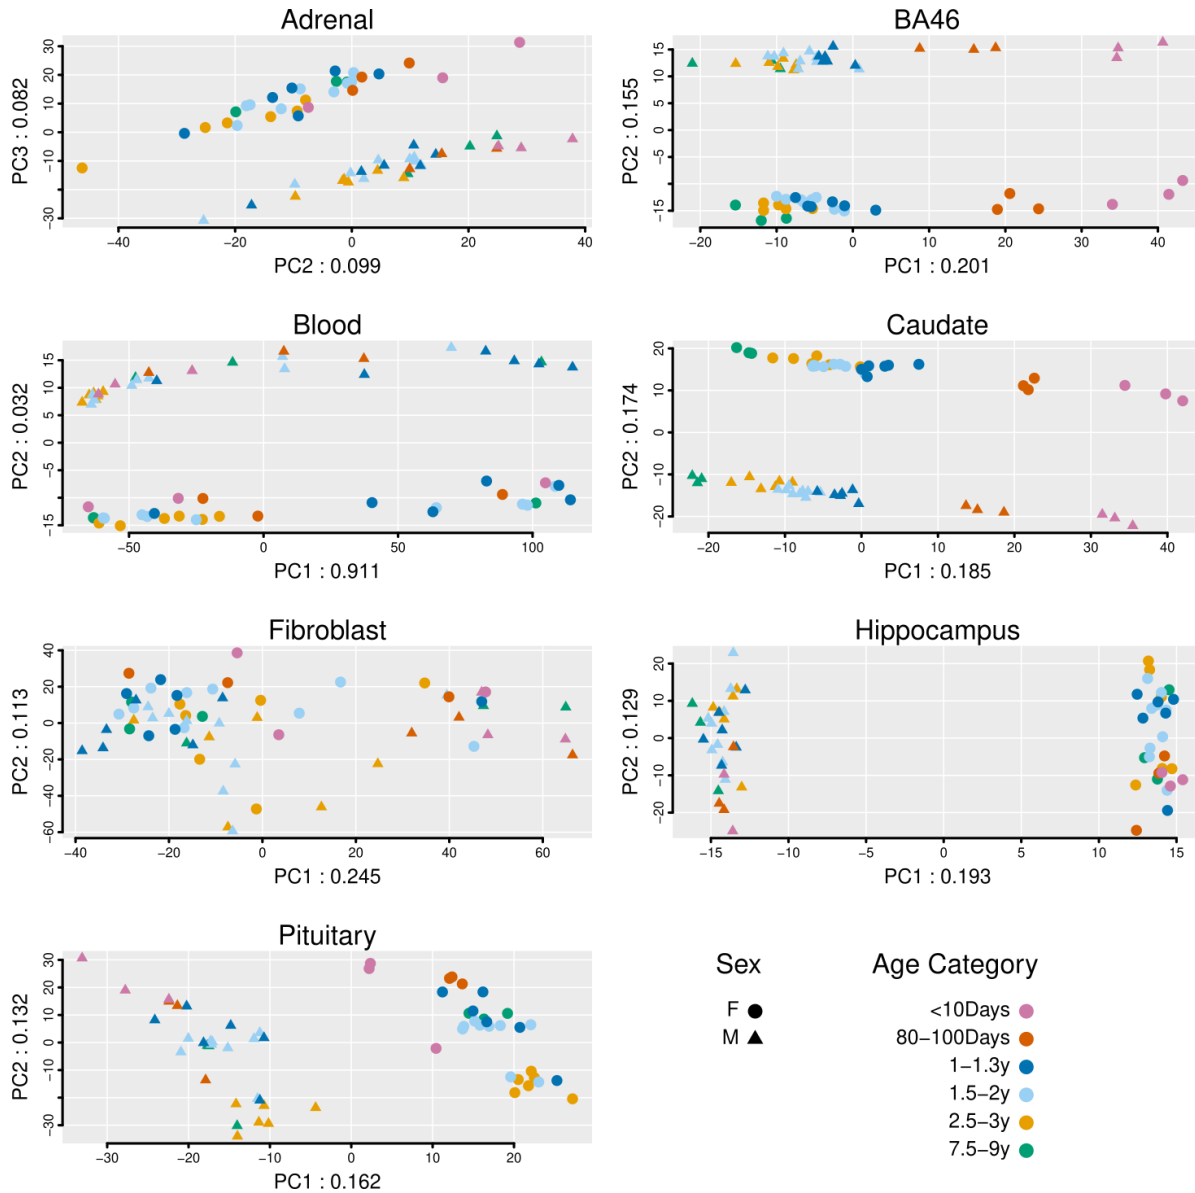 Adrenal
30
20
10
0
−10
−30
PC3 : 0.082
−40
−20
0
20
40
PC2 : 0.099
BA46
15
10
5
0
−5
−15
PC2 : 0.155
−20
−10
0
10
20
30
40
PC1 : 0.201
Blood
15
10
5
0
−5
−15
PC2 : 0.032
−50
0
50
100
PC1 : 0.911
Caudate
20
10
0
−10
−20
PC2 : 0.174
−20
−10
0
10
20
30
40
PC1 : 0.185
Fibroblast
40
20
0
−20
−40
−60
PC2 : 0.113
−40
−20
0
20
40
60
PC1 : 0.245
Hippocampus
20
10
0
−10
−20
PC2 : 0.129
−15
−10
−5
0
5
10
15
PC1 : 0.193
Pituitary
30
20
10
0
−10
−30
PC2 : 0.132
−30
−20
−10
0
10
20
PC1 : 0.162
Sex
F
M
Age Category
<10Days
80−100Days
1−1.3y
1.5−2y
2.5−3y
7.5−9y